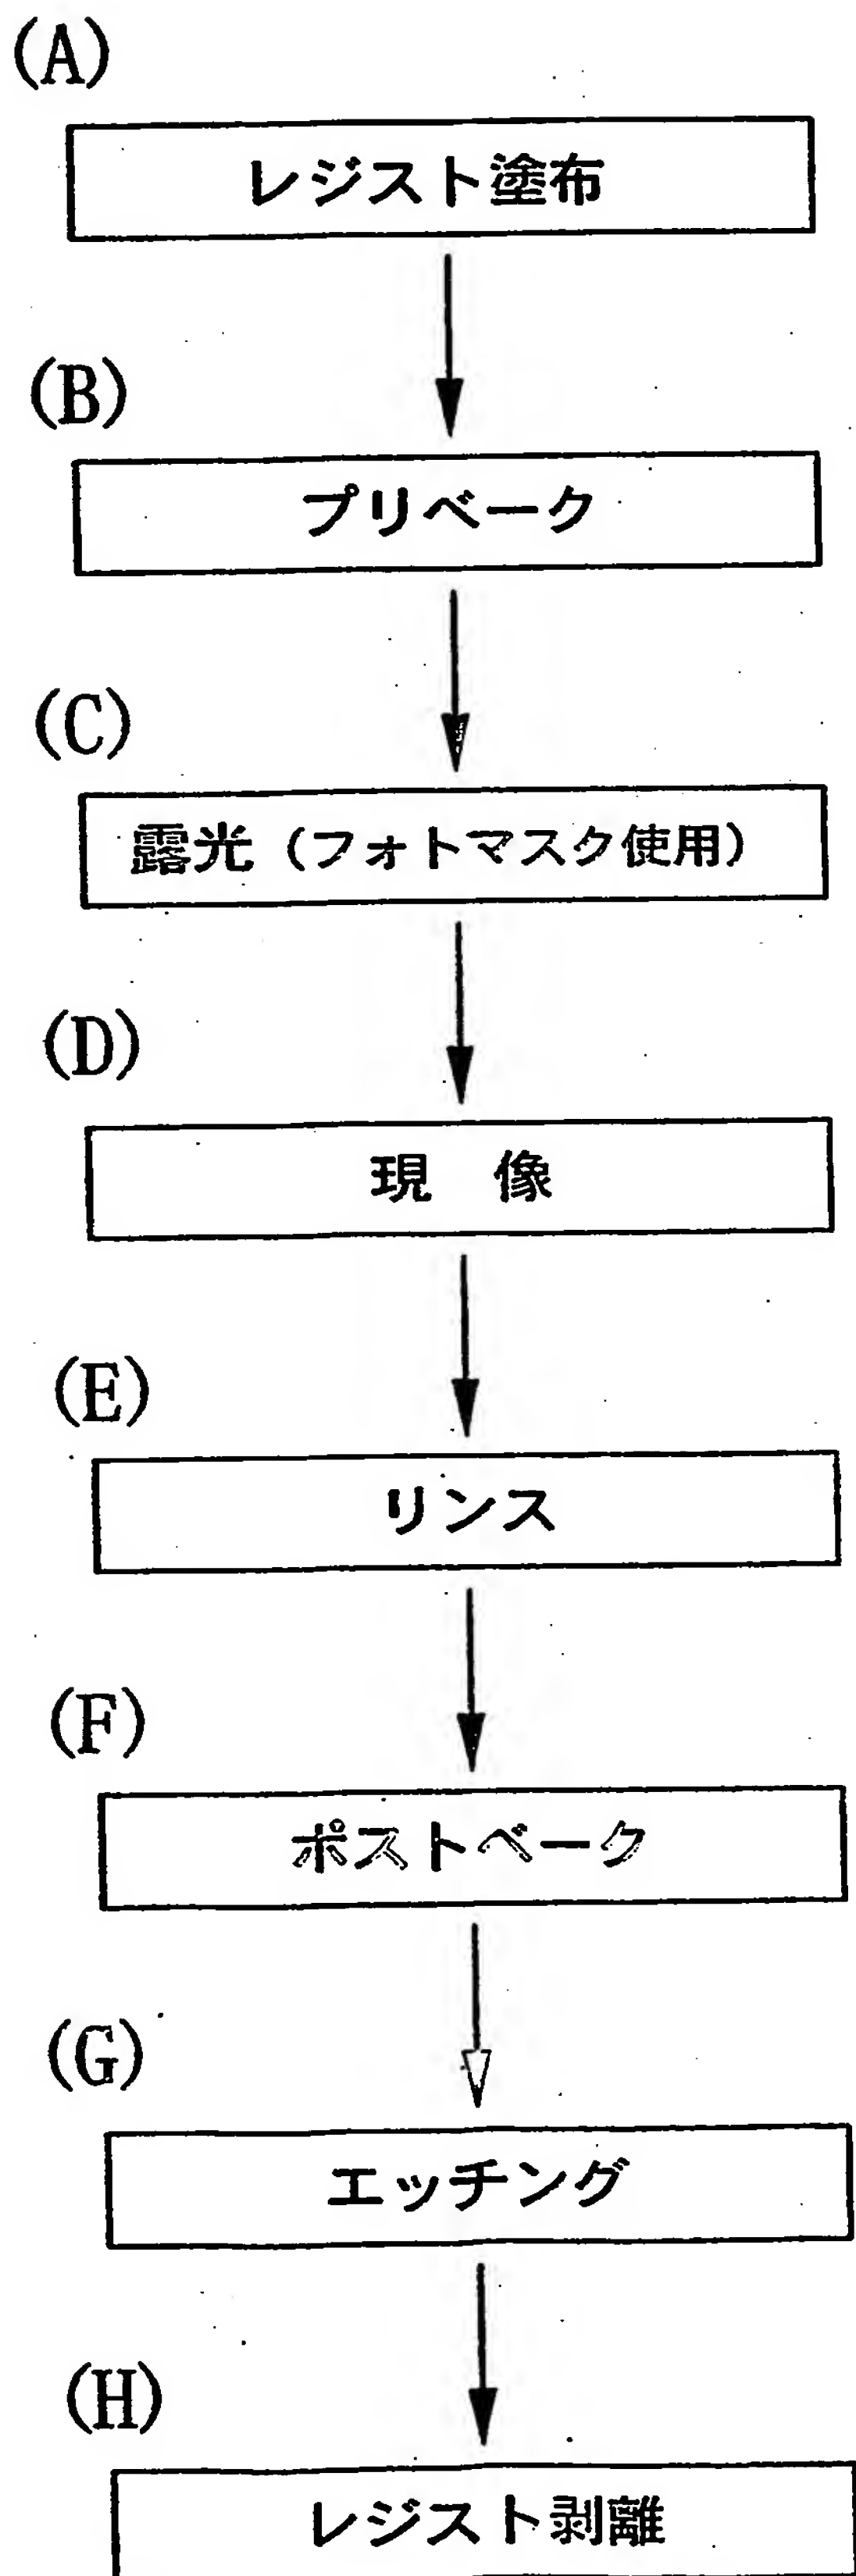 (A)
レジスト塗布
(B)
プリベーク
(C)
露光（フォトマスク使用）
(D)
現　像
(E)
リンス
(F)
ポストベーク
(G)
エッチング
(H)
レジスト剥離